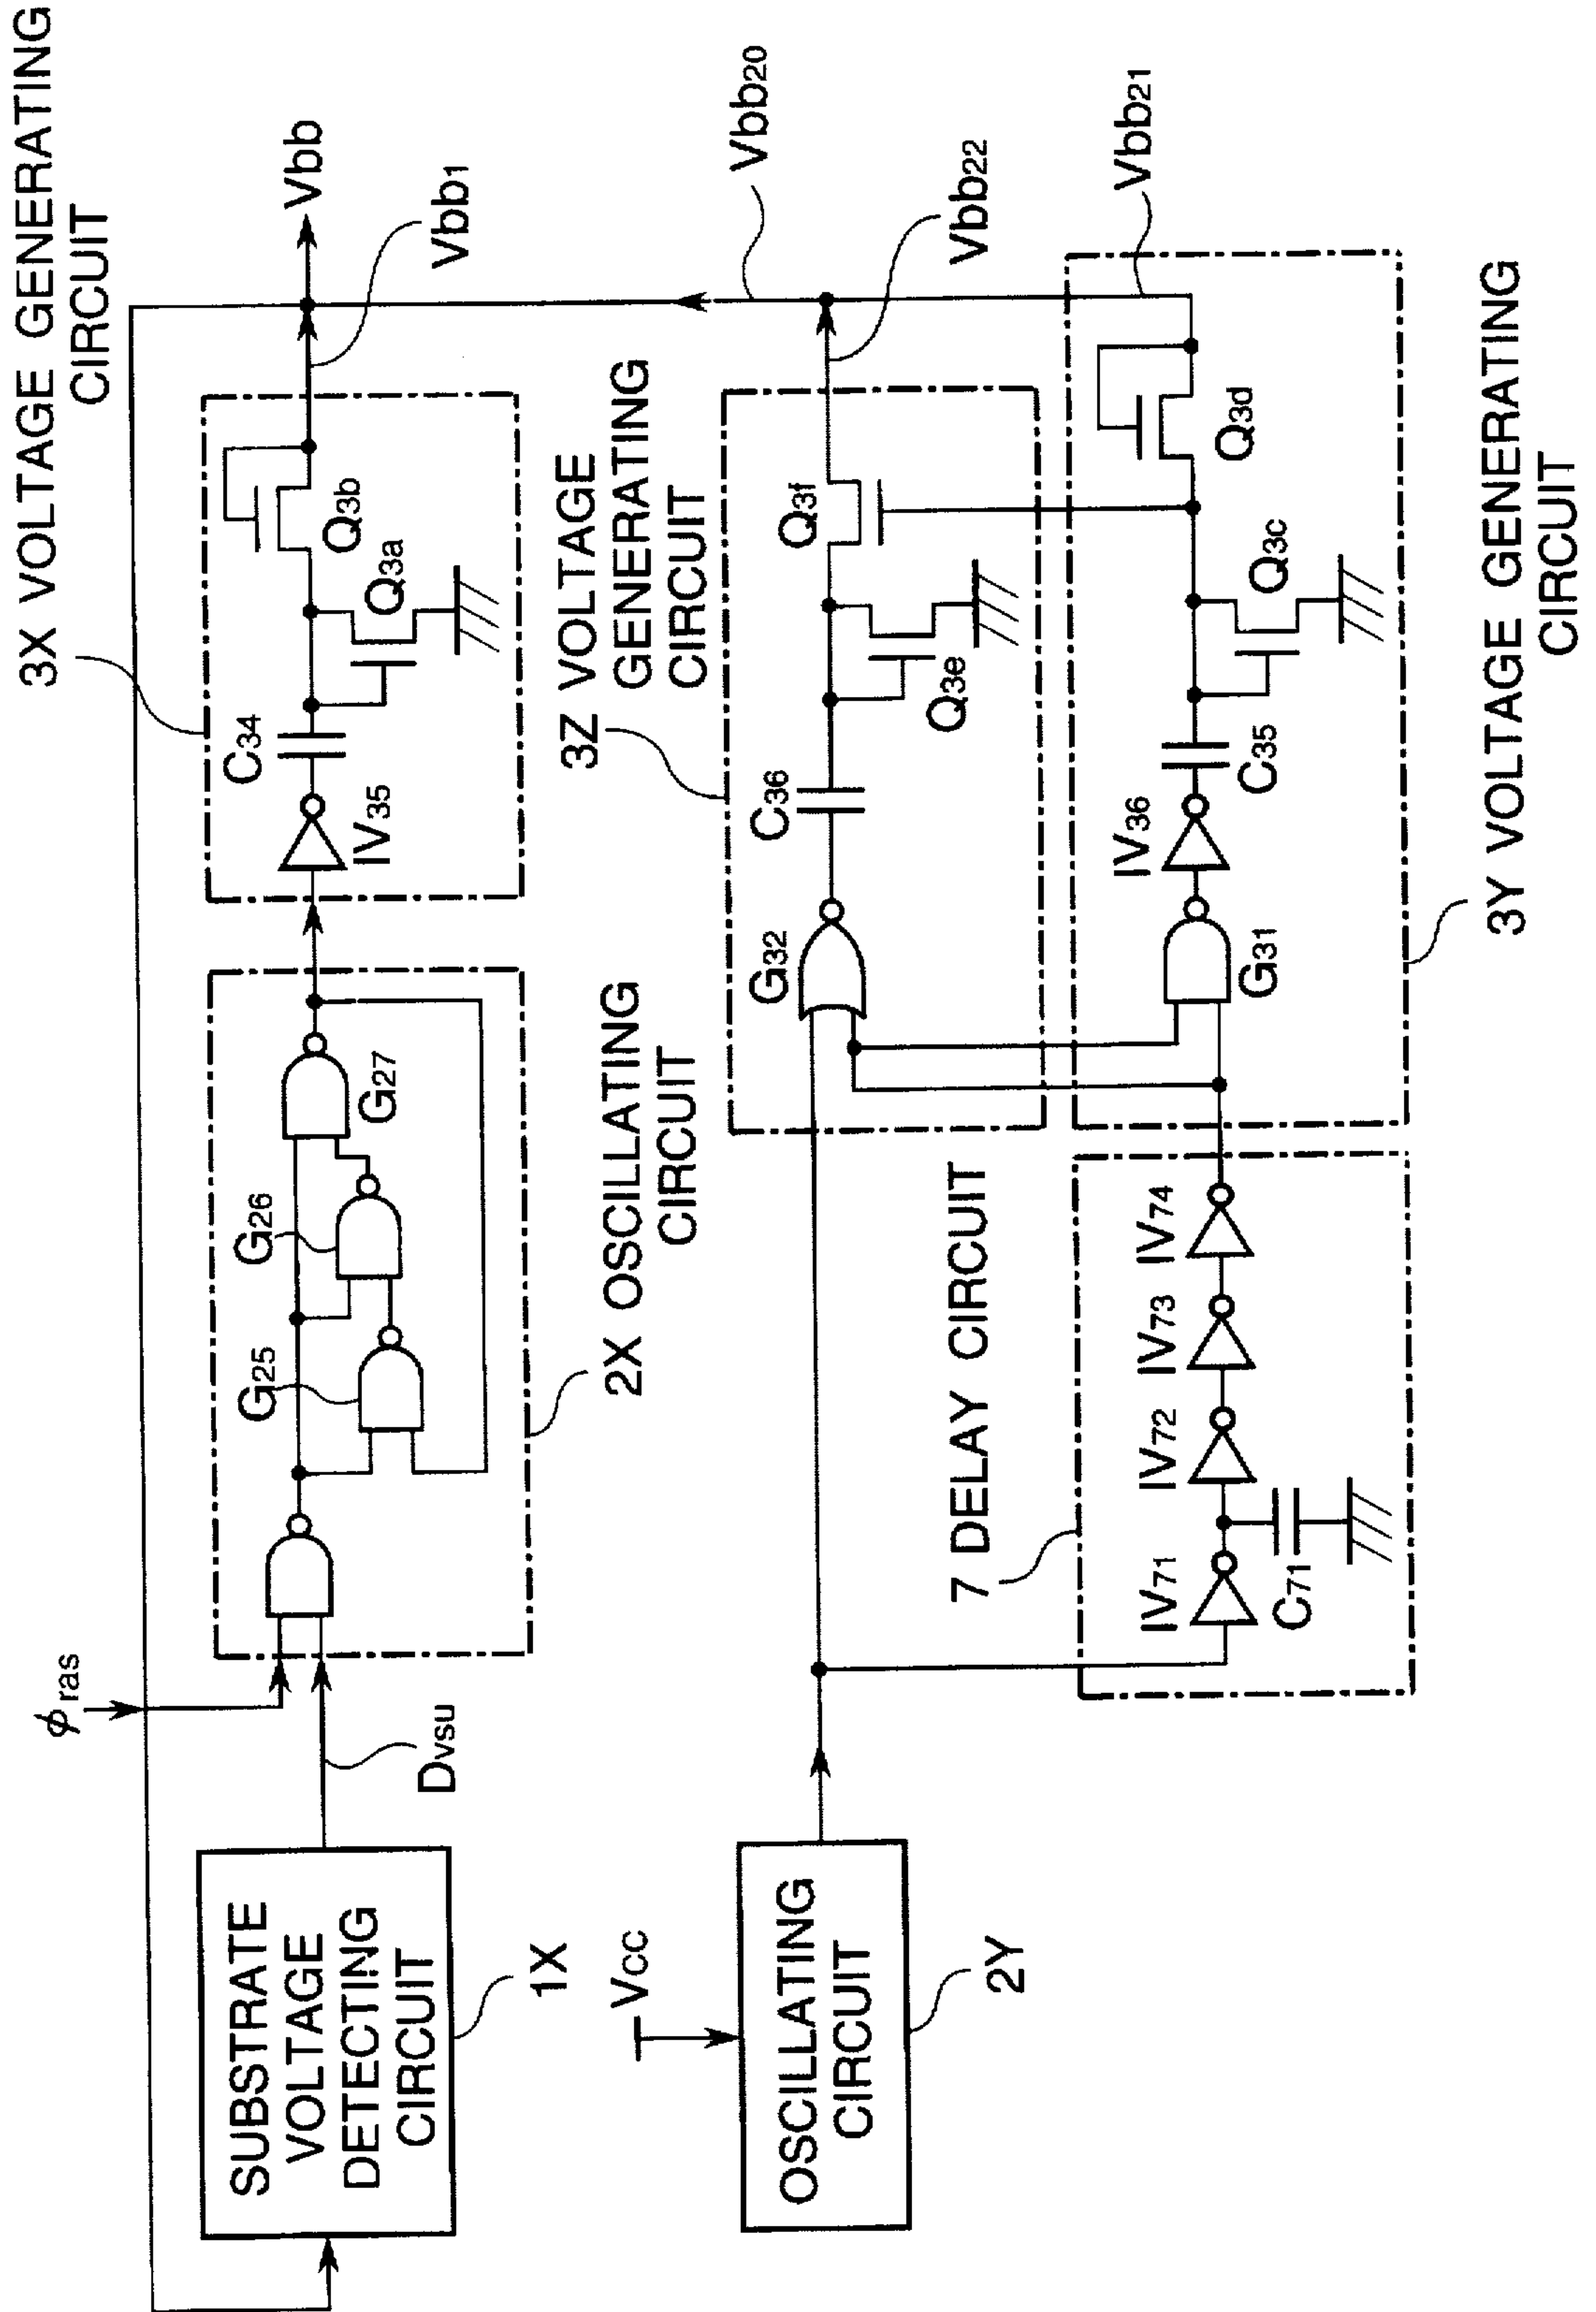 3X VOLTAGE GENERATING
CIRCUIT
Vbb
Vbb1
C34
IV35
Q3a
Q3b
G25
G26
G27
2X OSCILLATING
CIRCUIT
ϕras
Dvsu
SUBSTRATE
VOLTAGE
DETECTING
CIRCUIT
1X
3Z VOLTAGE
GENERATING
CIRCUIT
Vbb20
Vbb22
G32
C36
Q3e
Q3f
Vcc
OSCILLATING
CIRCUIT
2Y
7 DELAY CIRCUIT
IV71
IV72
IV73
IV74
C71
G31
IV36
C35
Q3c
Q3d
Vbb21
3Y VOLTAGE GENERATING
CIRCUIT